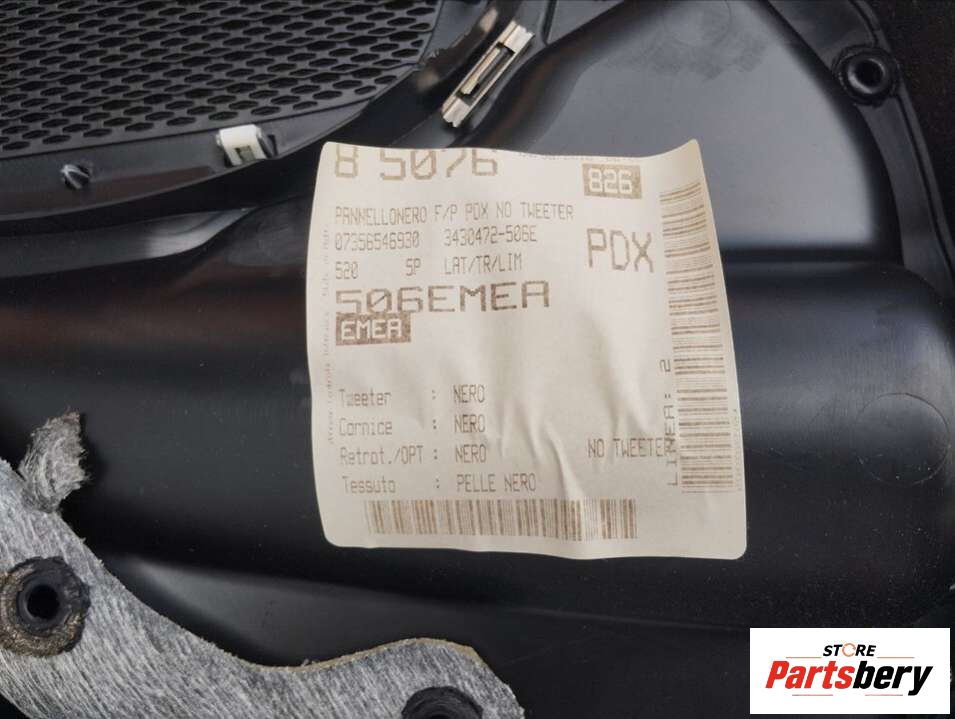 8 5076
826
PANNELLONERO F/P PDX NO TWEETER
07356546930 3430472-506E
PDX
520 SP LAT/TR/LIM
506EMEA
EMEA
Tweeter : NERO
Cornice : NERO
Retrot./OPT : NERO NO TWEETER
Tessuto : PELLE NERO
LINEA: 2
STORE
Partsbery